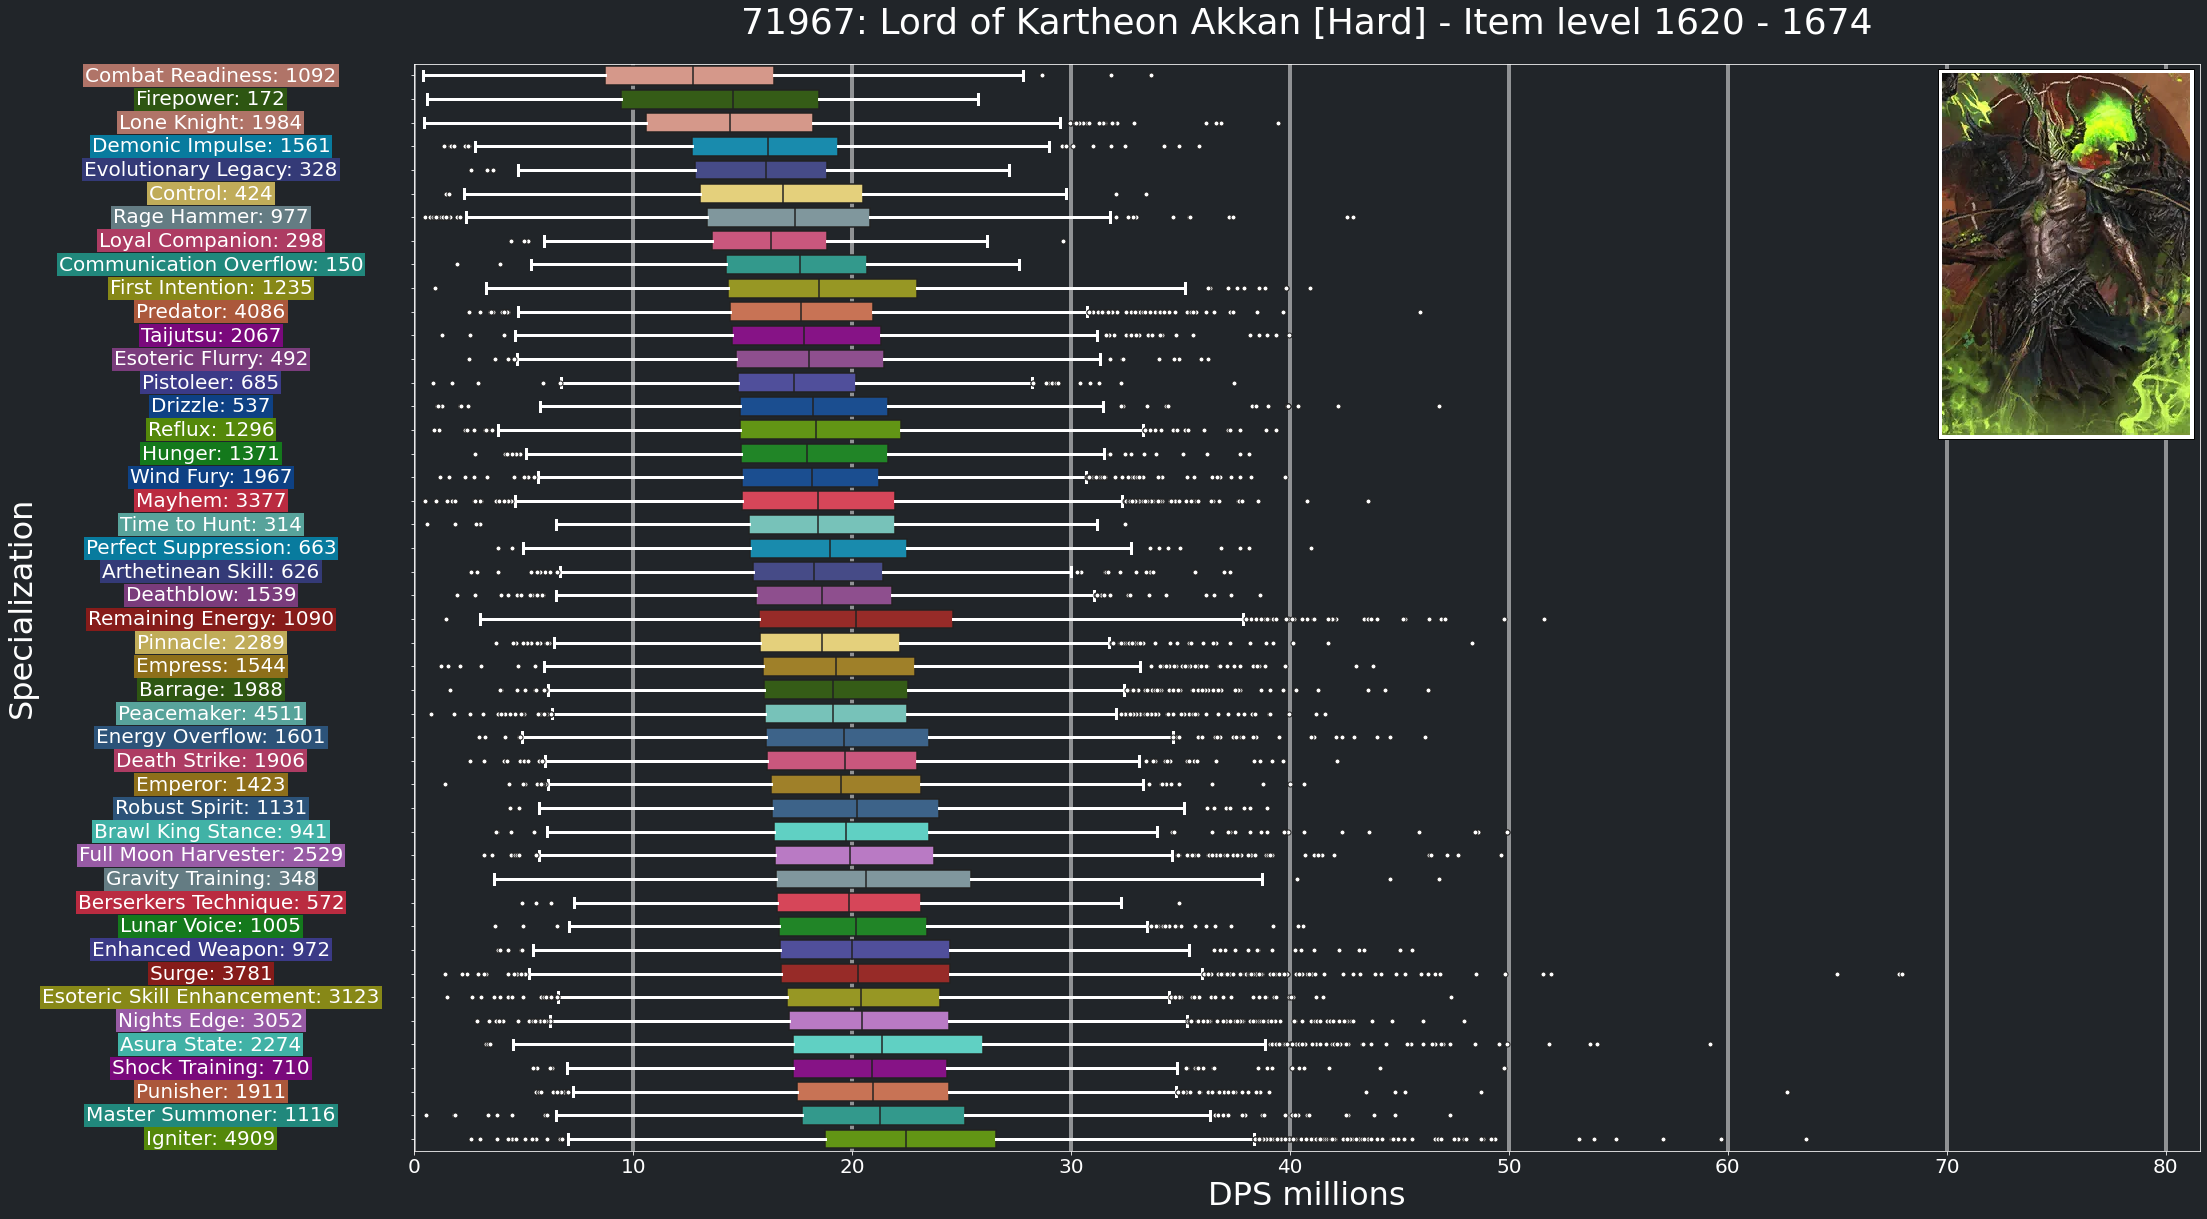 71967: Lord of Kartheon Akkan [Hard] - Item level 1620 - 1674
Specialization
Combat Readiness: 1092
Firepower: 172
Lone Knight: 1984
Demonic Impulse: 1561
Evolutionary Legacy: 328
Control: 424
Rage Hammer: 977
Loyal Companion: 298
Communication Overflow: 150
First Intention: 1235
Predator: 4086
Taijutsu: 2067
Esoteric Flurry: 492
Pistoleer: 685
Drizzle: 537
Reflux: 1296
Hunger: 1371
Wind Fury: 1967
Mayhem: 3377
Time to Hunt: 314
Perfect Suppression: 663
Arthetinean Skill: 626
Deathblow: 1539
Remaining Energy: 1090
Pinnacle: 2289
Empress: 1544
Barrage: 1988
Peacemaker: 4511
Energy Overflow: 1601
Death Strike: 1906
Emperor: 1423
Robust Spirit: 1131
Brawl King Stance: 941
Full Moon Harvester: 2529
Gravity Training: 348
Berserkers Technique: 572
Lunar Voice: 1005
Enhanced Weapon: 972
Surge: 3781
Esoteric Skill Enhancement: 3123
Nights Edge: 3052
Asura State: 2274
Shock Training: 710
Punisher: 1911
Master Summoner: 1116
Igniter: 4909
0 10 20 30 40 50 60 70 80
DPS millions